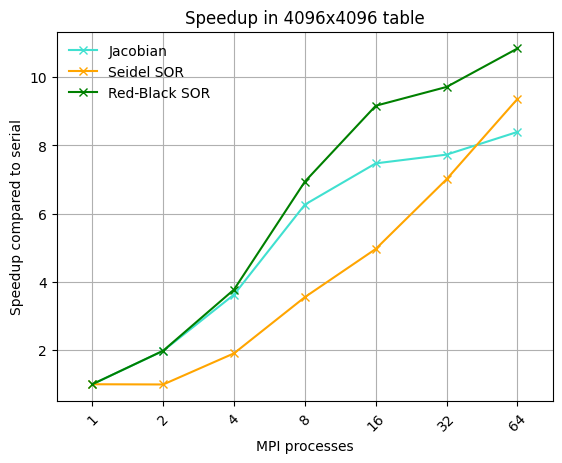 Speedup in 4096x4096 table
Jacobian
Seidel SOR
Red-Black SOR
Speedup compared to serial
10
8
6
4
2
1
2
4
8
16
32
64
MPI processes